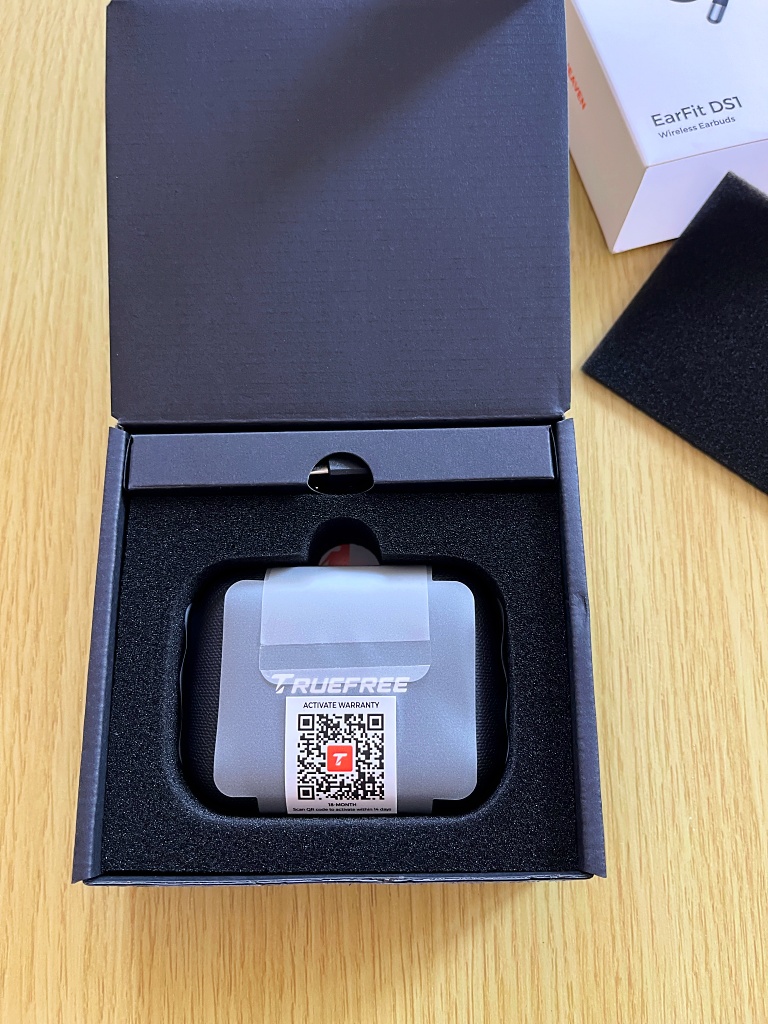 EarFit DS1
Wireless Earbuds
TRUEFREE
ACTIVATE WARRANTY
T
18-MONTH
Scan QR code to activate within 14 days